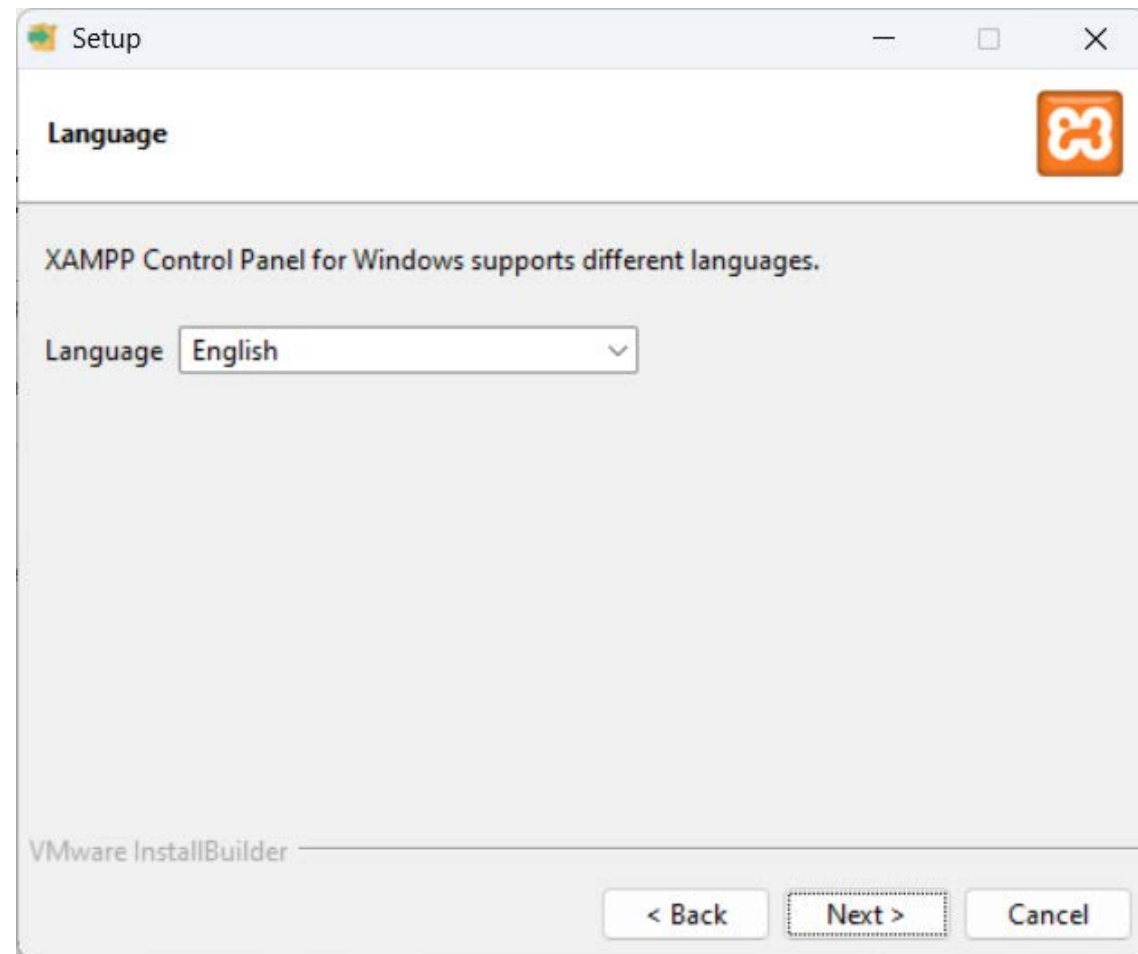 Setup
Language
XAMPP Control Panel for Windows supports different languages.
Language English
VMware InstallBuilder
< Back Next > Cancel